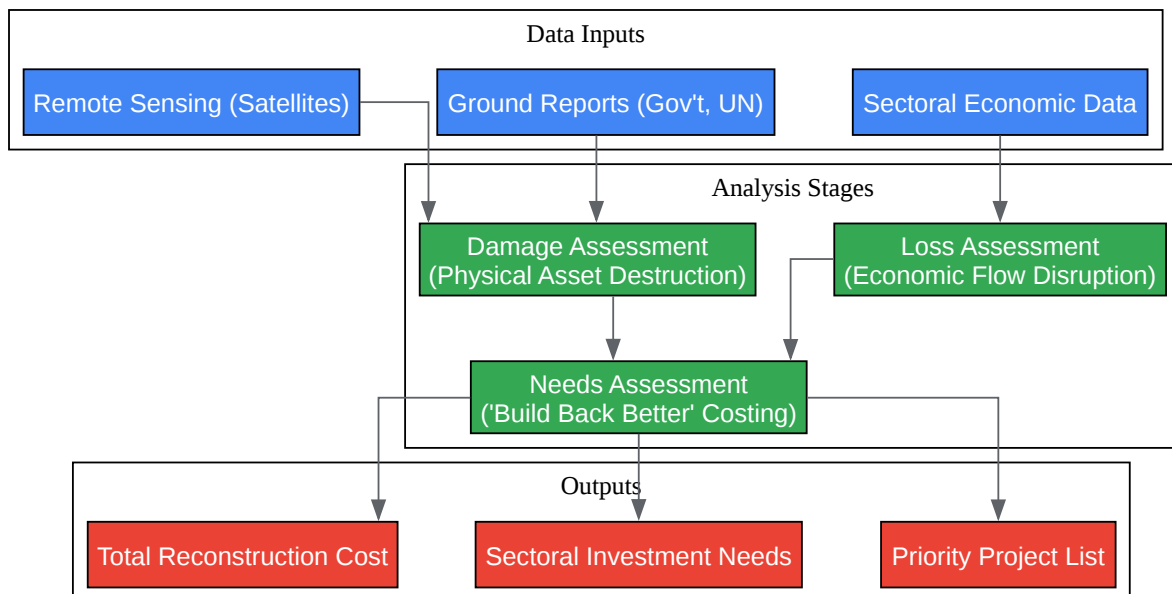 Data Inputs
Remote Sensing (Satellites)
Ground Reports (Gov't, UN)
Sectoral Economic Data
Analysis Stages
Damage Assessment
(Physical Asset Destruction)
Loss Assessment
(Economic Flow Disruption)
Needs Assessment
('Build Back Better' Costing)
Outputs
Total Reconstruction Cost
Sectoral Investment Needs
Priority Project List